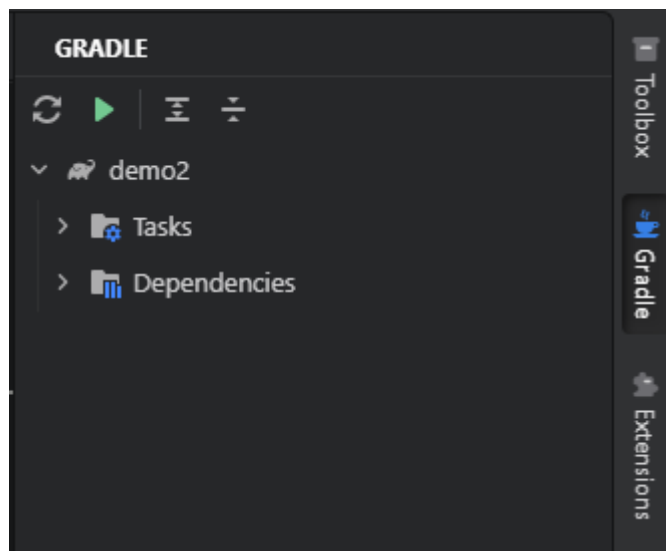 GRADLE
demo2
Tasks
Dependencies
Toolbox
Gradle
Extensions